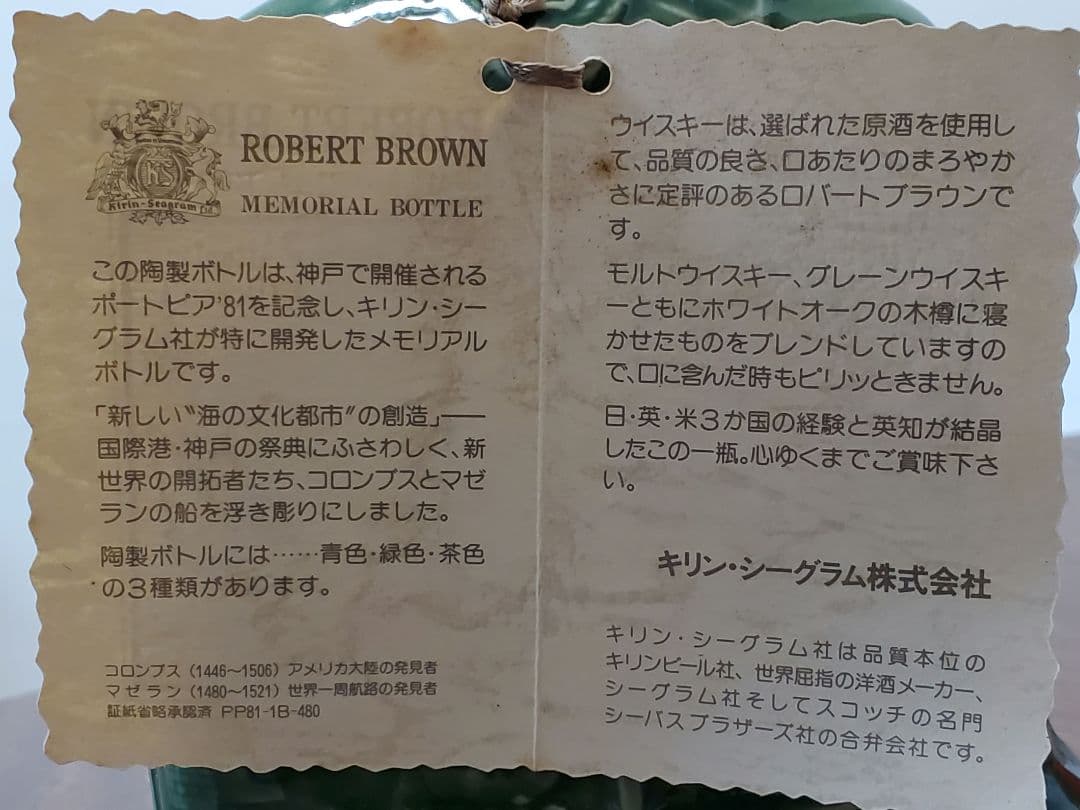 Kirin-Seagram Ltd
ROBERT BROWN
MEMORIAL BOTTLE
この陶製ボトルは、神戸で開催される
ポートピア'81を記念し、キリン・シー
グラム社が特に開発したメモリアル
ボトルです。
「新しい〝海の文化都市〟の創造」──
国際港・神戸の祭典にふさわしく、新
世界の開拓者たち、コロンブスとマゼ
ランの船を浮き彫りにしました。
陶製ボトルには……青色・緑色・茶色
の3種類があります。
コロンブス（1446～1506）アメリカ大陸の発見者
マゼラン（1480～1521）世界一周航路の発見者
証紙省略承認済 PP81-1B-480
ウイスキーは、選ばれた原酒を使用し
て、品質の良さ、口あたりのまろやか
さに定評のあるロバートブラウンで
す。
モルトウイスキー、グレーンウイスキ
ーともにホワイトオークの木樽に寝
かせたものをブレンドしていますの
で、口に含んだ時もピリッときません。
日・英・米3か国の経験と英知が結晶
したこの一瓶。心ゆくまでご賞味下さ
い。
キリン・シーグラム株式会社
キリン・シーグラム社は品質本位の
キリンビール社、世界屈指の洋酒メーカー、
シーグラム社そしてスコッチの名門
シーバスブラザーズ社の合弁会社です。